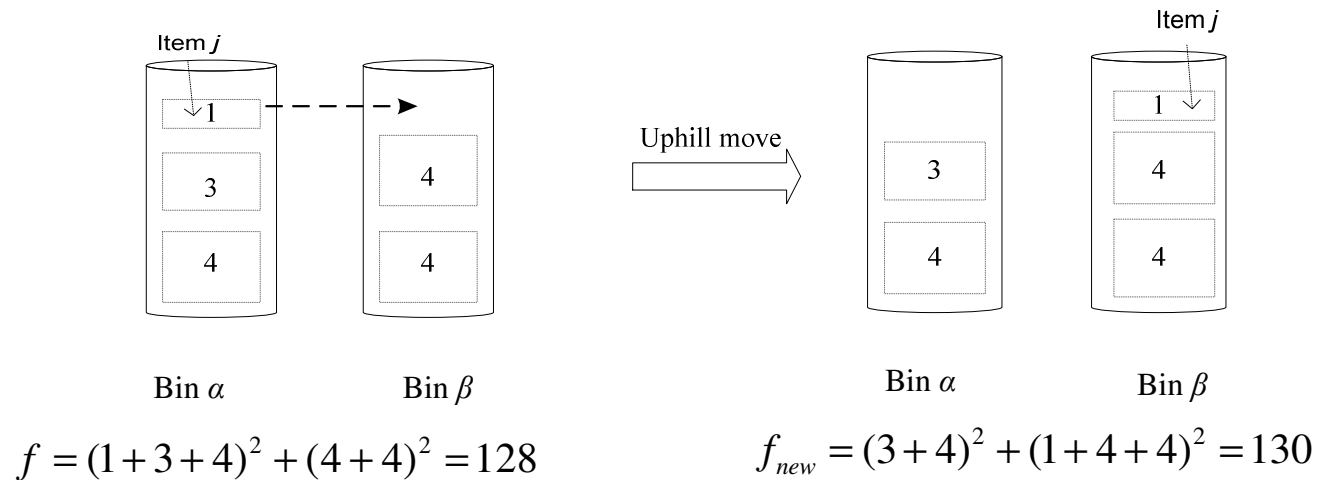 Item j
Item j
1
1
Uphill move
3
4
3
4
4
4
4
4
Bin α
Bin β
Bin α
Bin β
f = (1+3+4)² + (4+4)² = 128
f_new = (3+4)² + (1+4+4)² = 130